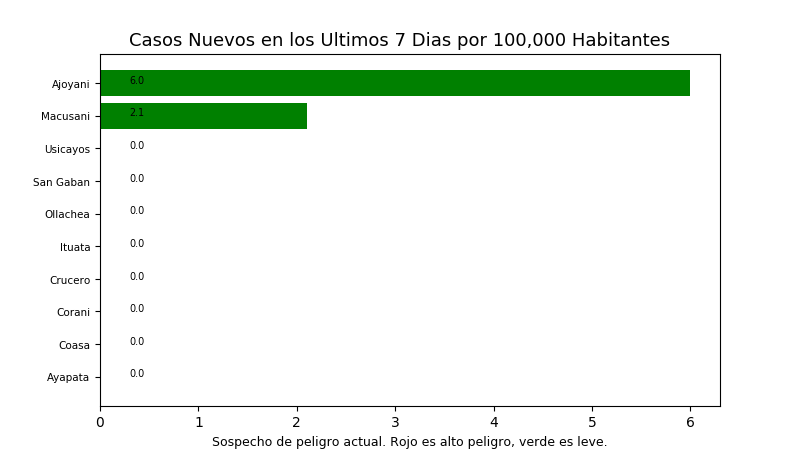 Casos Nuevos en los Ultimos 7 Dias por 100,000 Habitantes
Ajoyani 6.0
Macusani 2.1
Usicayos 0.0
San Gaban 0.0
Ollachea 0.0
Ituata 0.0
Crucero 0.0
Corani 0.0
Coasa 0.0
Ayapata 0.0
0 1 2 3 4 5 6
Sospecho de peligro actual. Rojo es alto peligro, verde es leve.